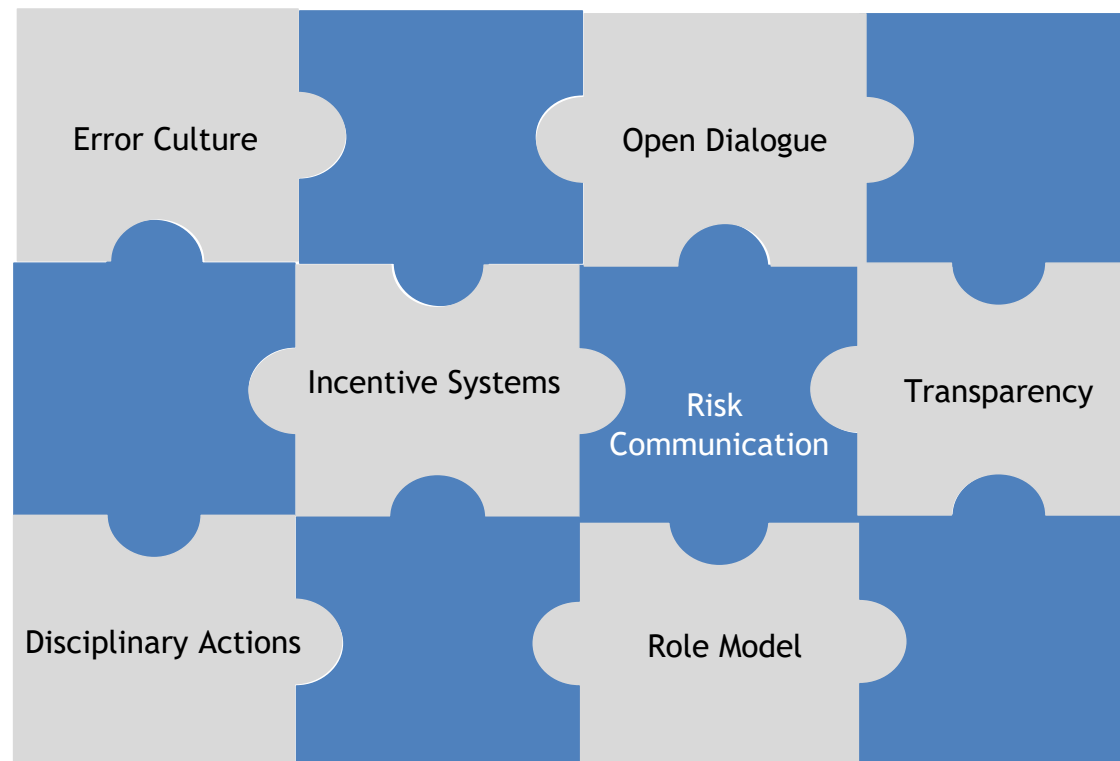 Error Culture
Open Dialogue
Incentive Systems
Risk
Communication
Transparency
Disciplinary Actions
Role Model